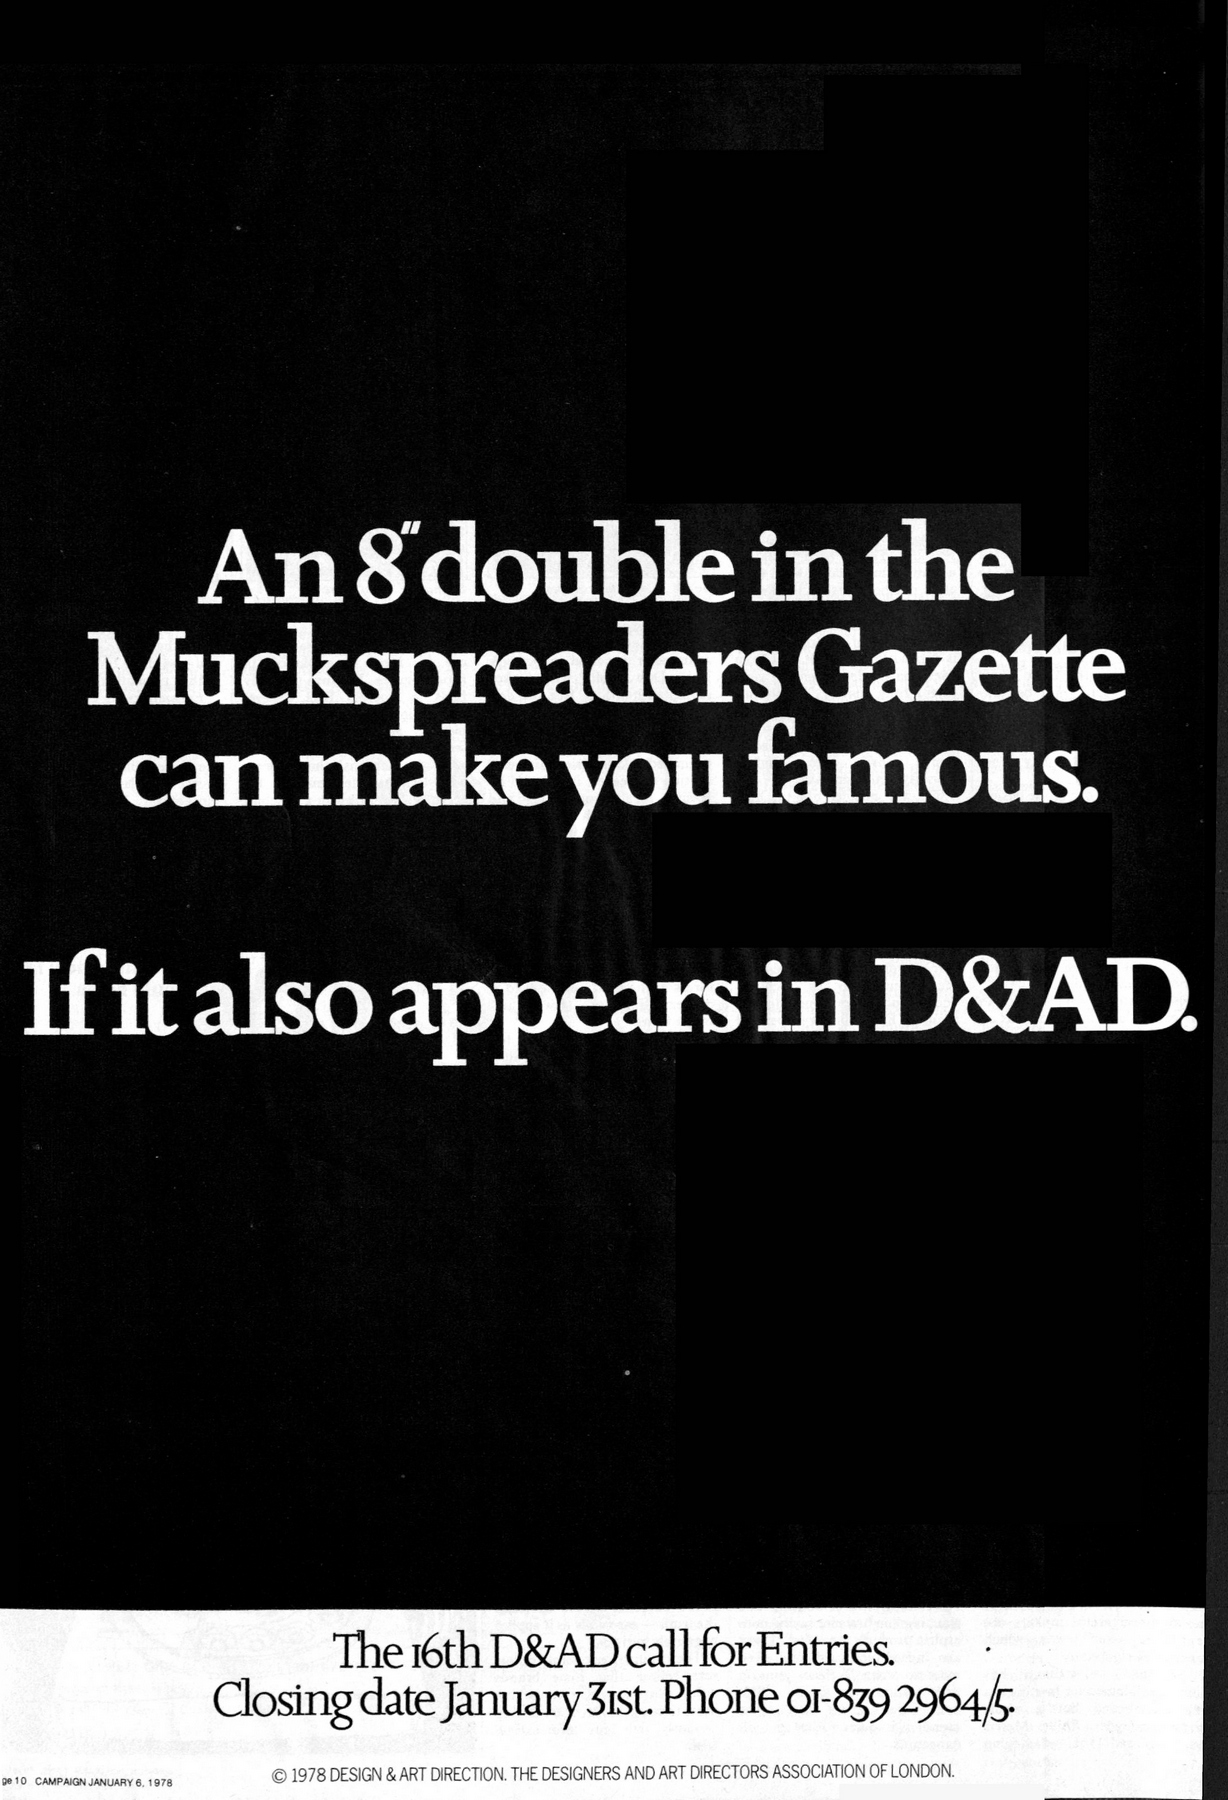 An 8" double in the
Muckspreaders Gazette
can make you famous.
If it also appears in D&AD.
The 16th D&AD call for Entries.
Closing date January 31st. Phone 01-839 2964/5.
© 1978 DESIGN & ART DIRECTION. THE DESIGNERS AND ART DIRECTORS ASSOCIATION OF LONDON.
ge 10 CAMPAIGN JANUARY 6, 1978